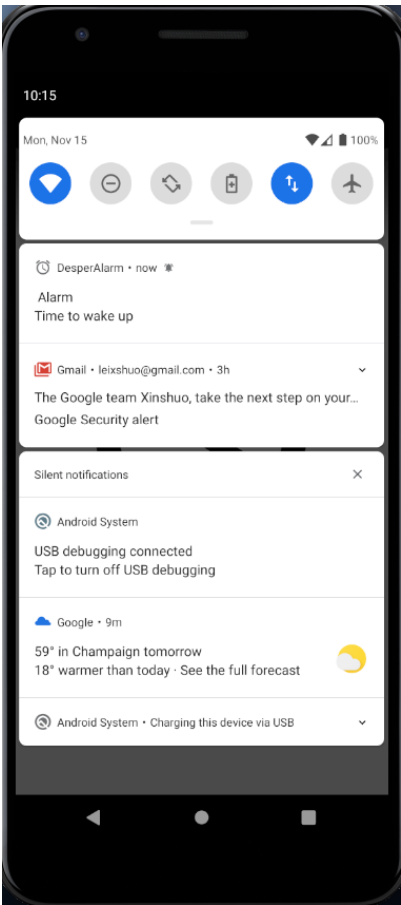 10:15
Mon, Nov 15
100%
DesperAlarm • now
Alarm
Time to wake up
Gmail • leixshuo@gmail.com • 3h
The Google team Xinshuo, take the next step on your...
Google Security alert
Silent notifications
Android System
USB debugging connected
Tap to turn off USB debugging
Google • 9m
59° in Champaign tomorrow
18° warmer than today · See the full forecast
Android System • Charging this device via USB